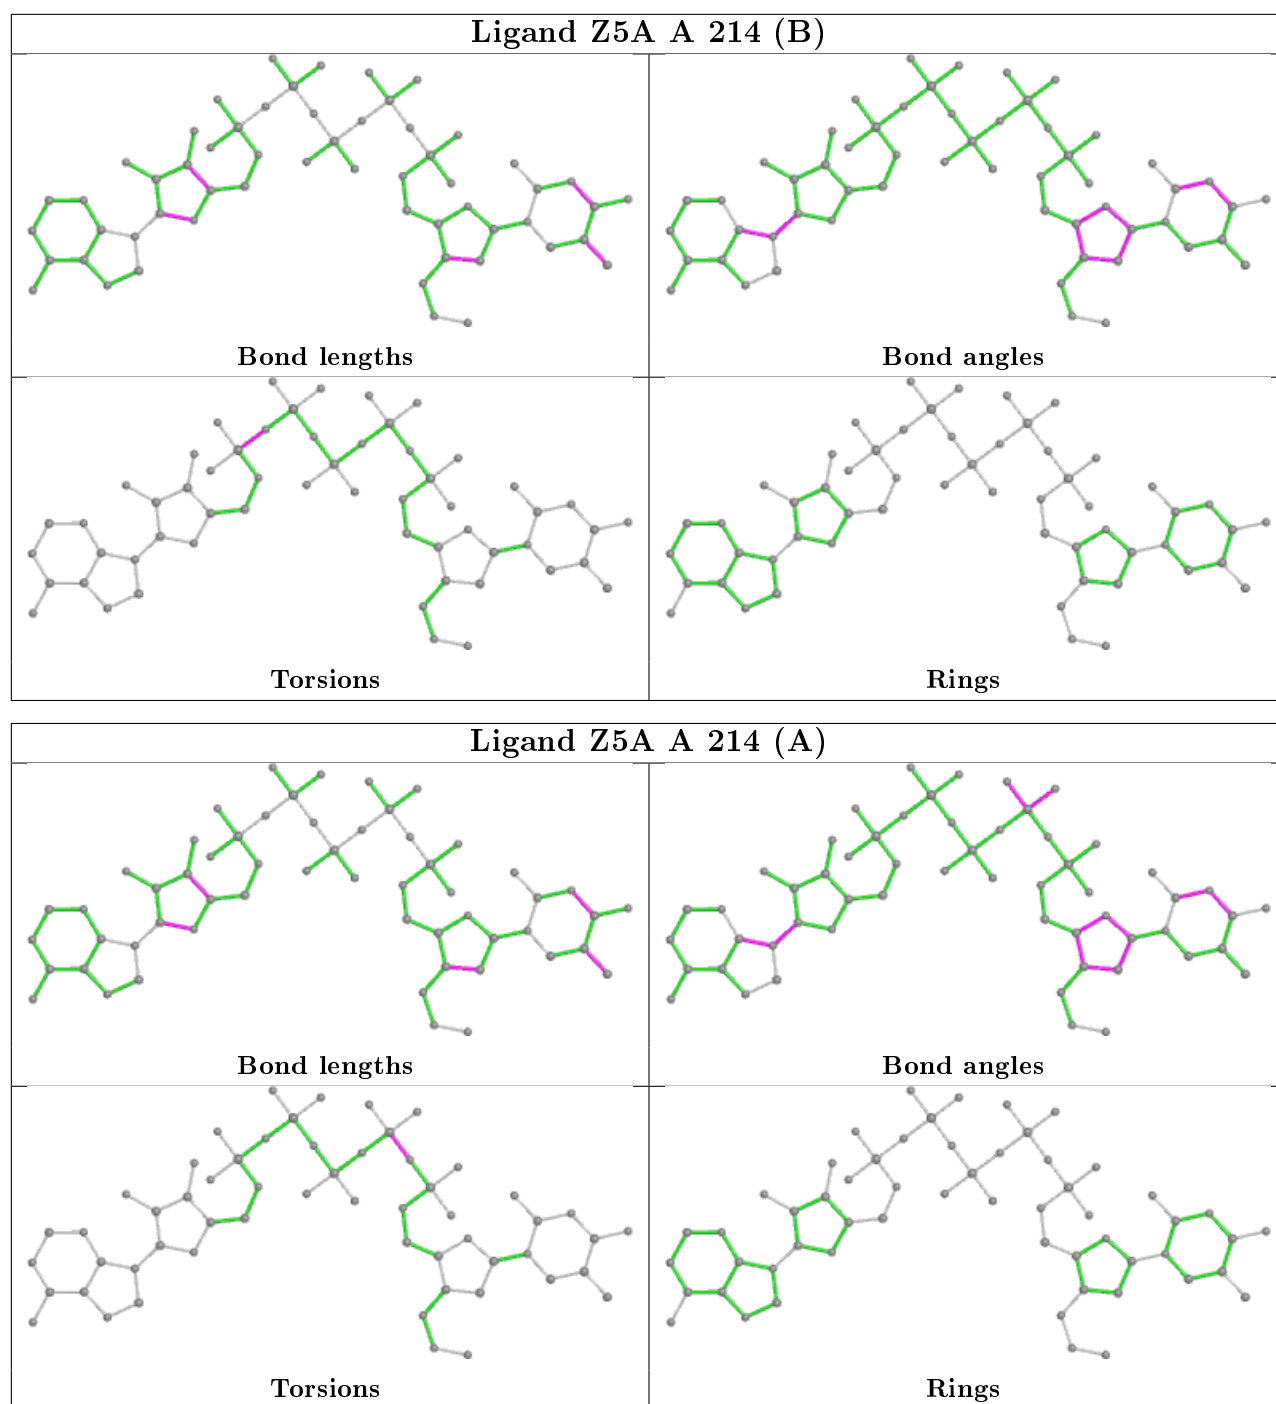 Ligand Z5A A 214 (B)
Bond lengths
Bond angles
Torsions
Rings
Ligand Z5A A 214 (A)
Bond lengths
Bond angles
Torsions
Rings